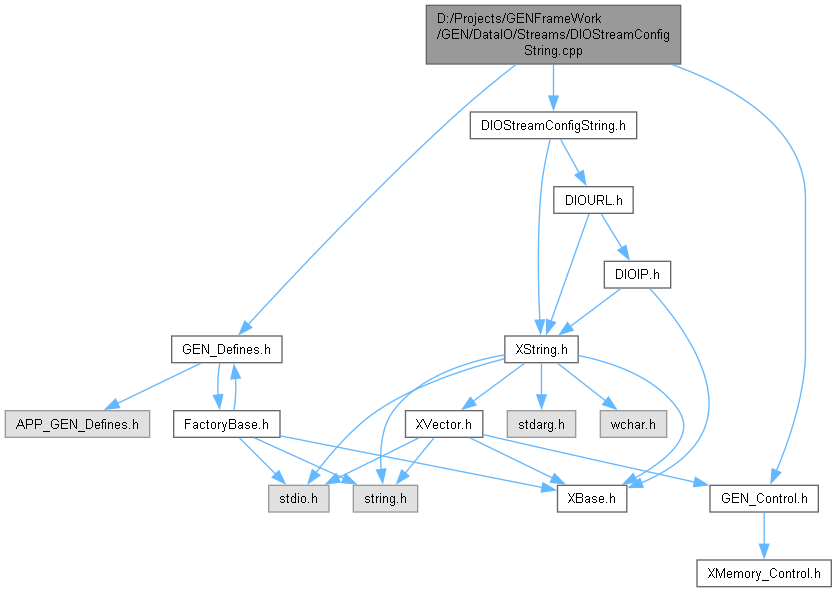 D:/Projects/GENFrameWork
/GEN/DataIO/Streams/DIOStreamConfig
String.cpp
DIOStreamConfigString.h
DIOURL.h
DIOIP.h
GEN_Defines.h
XString.h
APP_GEN_Defines.h
FactoryBase.h
XVector.h
stdarg.h
wchar.h
stdio.h
string.h
XBase.h
GEN_Control.h
XMemory_Control.h